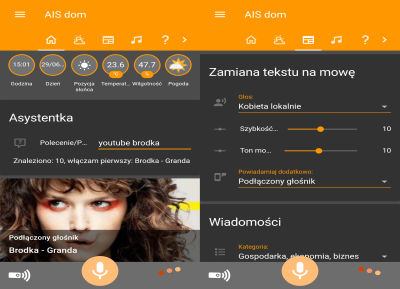 AIS dom
?
15:01
29/06...
23.6
°C
47.7
%
Godzina
Dzień
Pozycja
słońca
Temperat...
Wilgotność
Pogoda
Asystentka
Polecenie/P...
youtube brodka
Znaleziono: 10, włączam pierwszy: Brodka - Granda
Podłączony głośnik
Brodka - Granda
AIS dom
?
Zamiana tekstu na mowę
Głos:
Kobieta lokalnie
Szybkość...
10
Ton mo...
10
Powiadamiaj dodatkowo:
Podłączony głośnik
Wiadomości
Kategoria:
Gospodarka, ekonomia, biznes